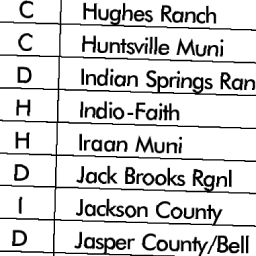 C Hughes Ranch
C Huntsville Muni
D Indian Springs Ran
H Indio-Faith
H Iraan Muni
D Jack Brooks Rgnl
I Jackson County
D Jasper County/Bell